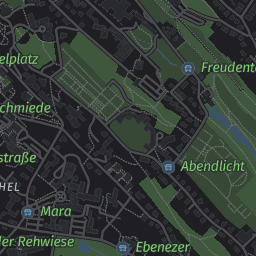 elplatz
Freudent
chmiede
straße
Abendlicht
HEL
Mara
der Rehwiese
Ebenezer